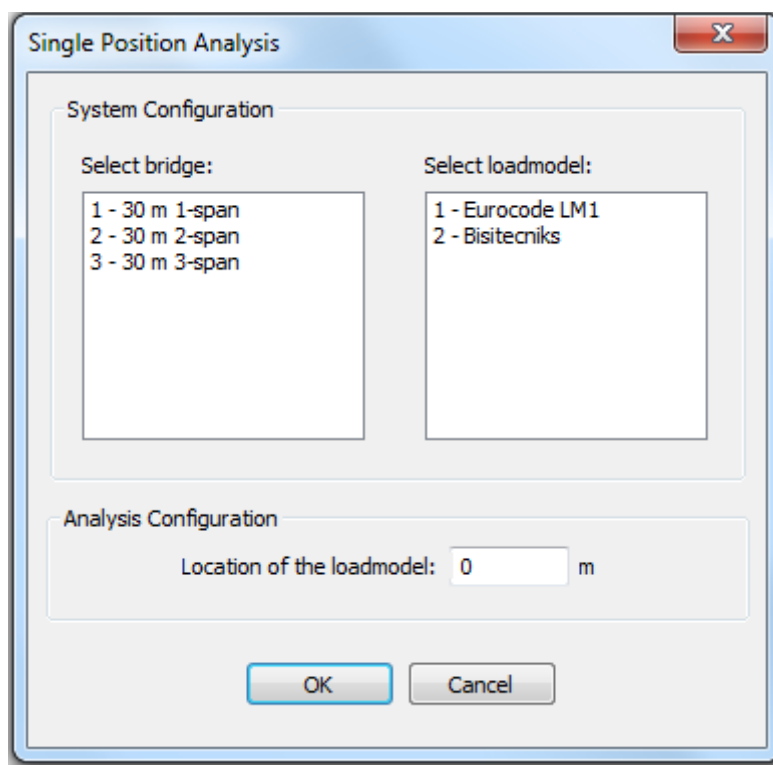 Single Position Analysis
System Configuration
Select bridge:
1 - 30 m 1-span
2 - 30 m 2-span
3 - 30 m 3-span
Select loadmodel:
1 - Eurocode LM1
2 - Bisitecniks
Analysis Configuration
Location of the loadmodel: 0 m
OK Cancel